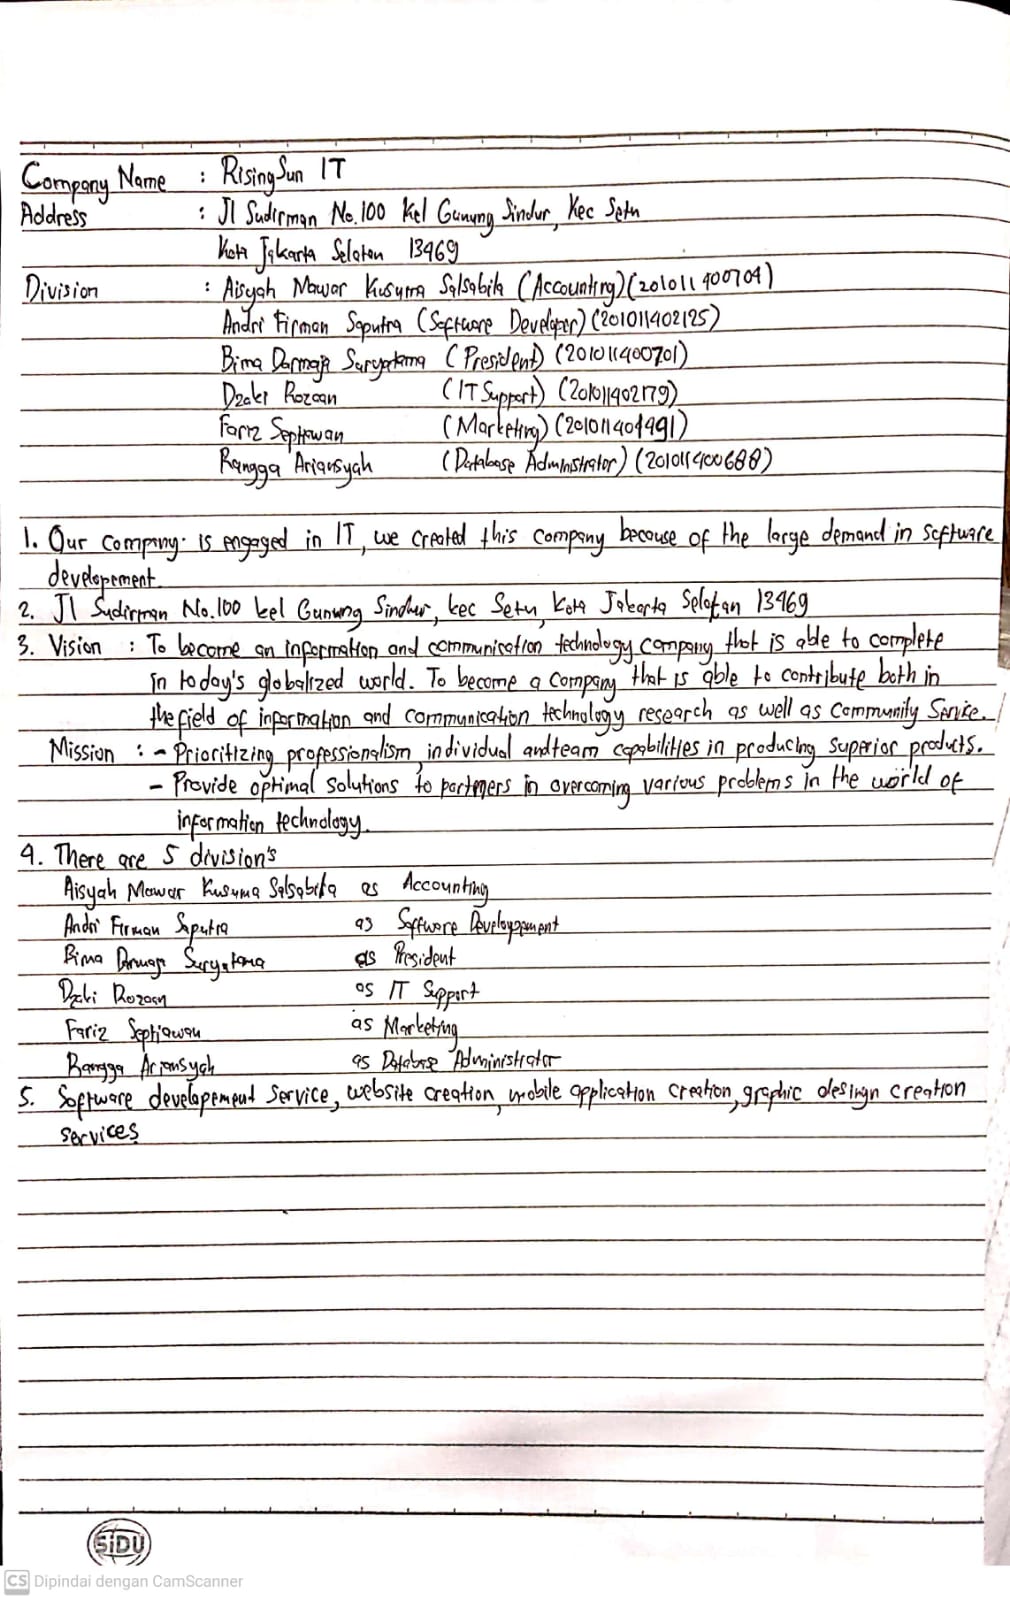 Company Name : RisingSun IT
Address : Jl Sudirman No.100 Kel Gunung Sindur, Kec Setu
Kota Jakarta Selatan 13469
Division : Aisyah Mawar Kusuma Salsabila (Accounting) (201011400704)
Andri Firman Saputra (Software Developer) (201011402125)
Bima Darmaji Suryatama (President) (201011400701)
Dzaki Rozaan (IT Support) (201011402179)
Fariz Septiawan (Marketing) (201011401491)
Rangga Ariansyah (Database Administrator) (201011400688)
1. Our company is engaged in IT, we created this company because of the large demand in software
developement
2. Jl Sudirman No.100 kel Gunung Sindur, kec Setu, Kota Jakarta Selatan 13469
3. Vision : To become an information and communication technology company that is able to complete
in today's globalized world. To become a company that is able to contribute both in
the field of information and communication technology research as well as Community Service.
Mission : - Prioritizing professionalism, individual and team capabilities in producing superior products.
- Provide optimal solutions to partmers in overcoming various problems in the world of
information technology.
4. There are 5 division's
Aisyah Mawar Kusuma Salsabila as Accounting
Andri Firman Saputra as Software Developpement
Bima Darmaji Suryatama as President
Dzaki Rozaan as IT Support
Fariz Septiawan as Marketing
Rangga Ariansyah as Database Administrator
5. Software developement service, website creation, mobile application creation, graphic desingn creation
services
SiDU
CS Dipindai dengan CamScanner